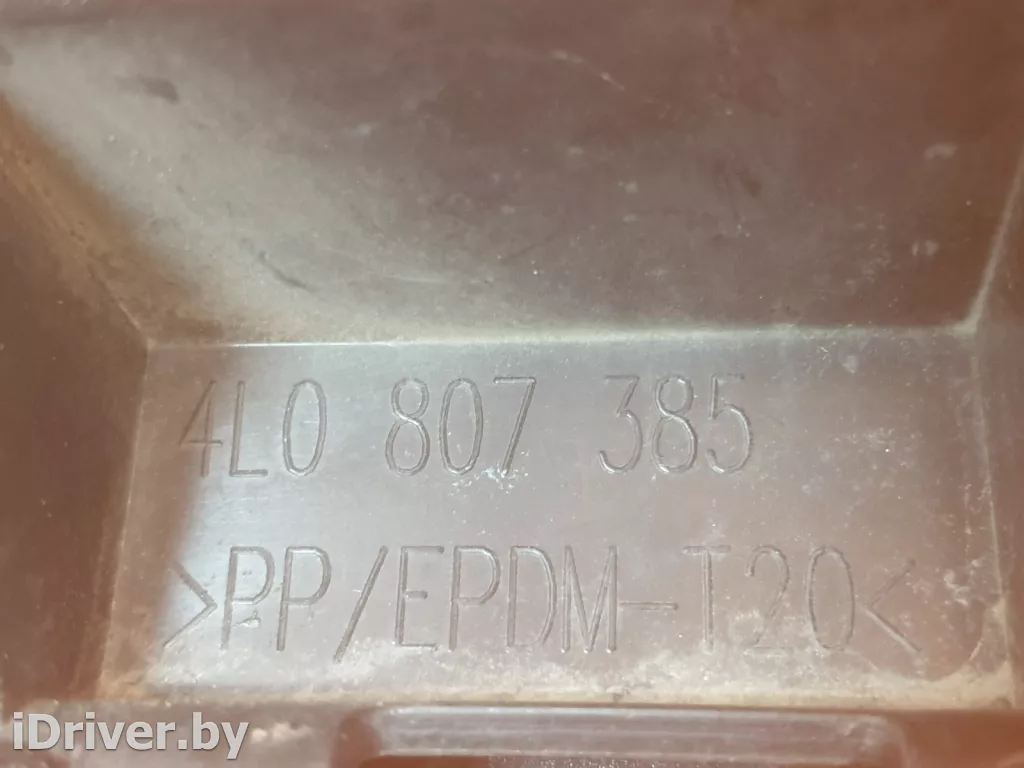 4L0 807 385
>PP/EPDM-T20<
iDriver.by